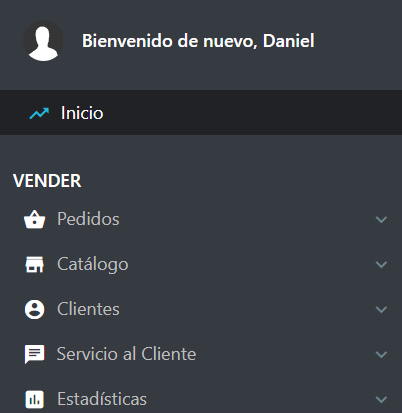 Bienvenido de nuevo, Daniel
Inicio
VENDER
Pedidos
Catálogo
Clientes
Servicio al Cliente
Estadísticas